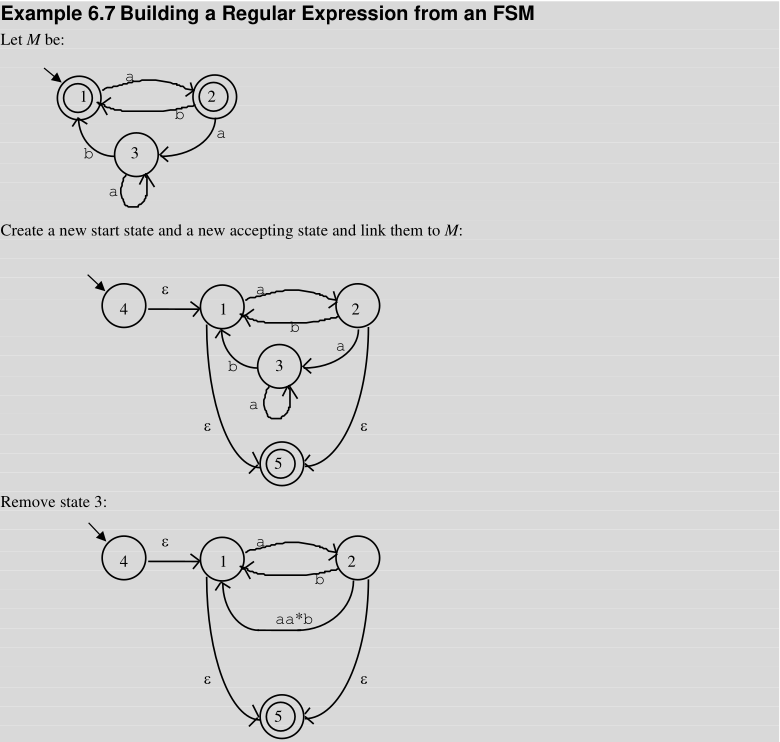 Example 6.7 Building a Regular Expression from an FSM
Let M be:
a
1
2
b
a
b
3
a
Create a new start state and a new accepting state and link them to M:
ε
a
4
1
2
b
a
b
3
a
ε
ε
5
Remove state 3:
ε
a
4
1
2
b
aa*b
ε
ε
5